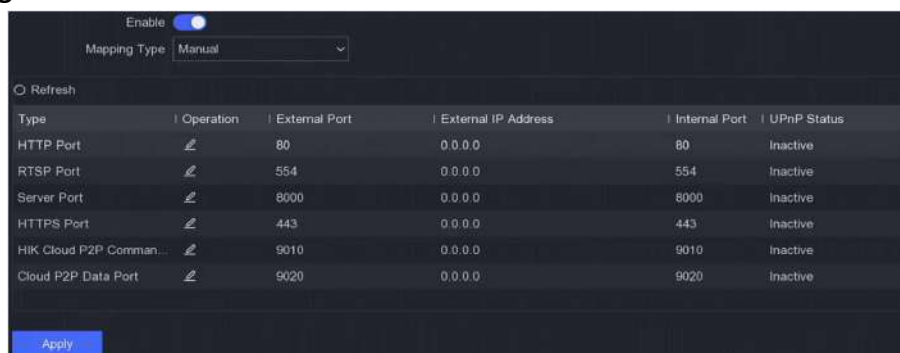 Enable
Mapping Type Manual
Refresh
Type Operation External Port External IP Address Internal Port UPnP Status
HTTP Port 80 0.0.0.0 80 Inactive
RTSP Port 554 0.0.0.0 554 Inactive
Server Port 8000 0.0.0.0 8000 Inactive
HTTPS Port 443 0.0.0.0 443 Inactive
HIK Cloud P2P Comman... 9010 0.0.0.0 9010 Inactive
Cloud P2P Data Port 9020 0.0.0.0 9020 Inactive
Apply